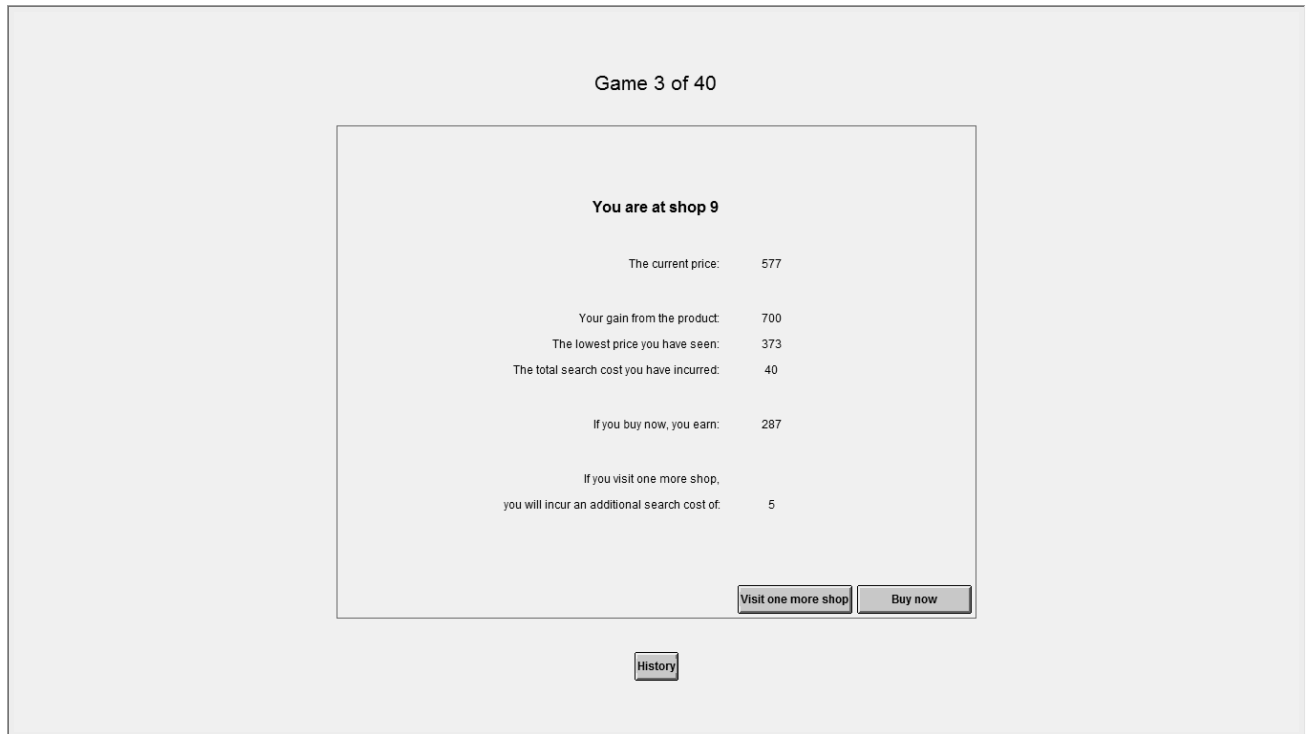 Game 3 of 40
You are at shop 9
The current price: 577
Your gain from the product: 700
The lowest price you have seen: 373
The total search cost you have incurred: 40
If you buy now, you earn: 287
If you visit one more shop,
you will incur an additional search cost of: 5
Visit one more shop Buy now
History